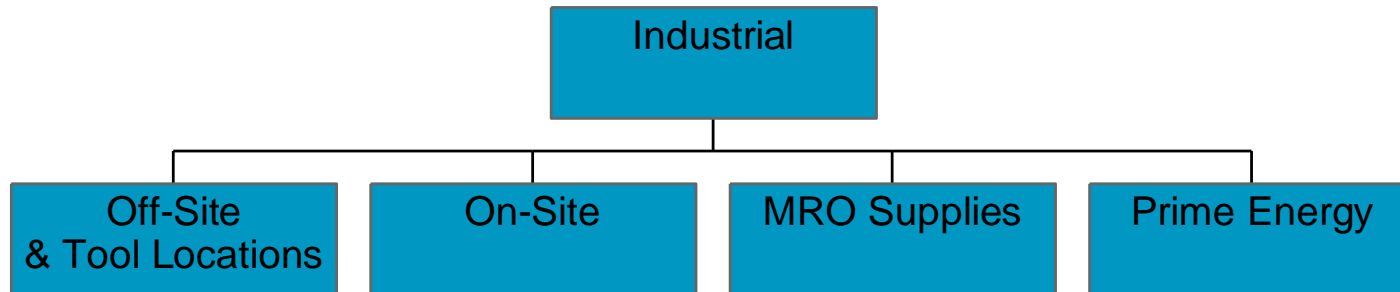 Industrial
Off-Site
& Tool Locations
On-Site
MRO Supplies
Prime Energy